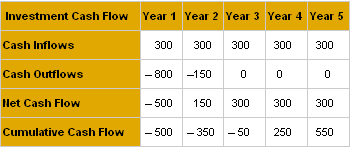 Investment Cash Flow Year 1 Year 2 Year 3 Year 4 Year 5
Cash Inflows 300 300 300 300 300
Cash Outflows – 800 –150 0 0 0
Net Cash Flow – 500 150 300 300 300
Cumulative Cash Flow – 500 – 350 – 50 250 550